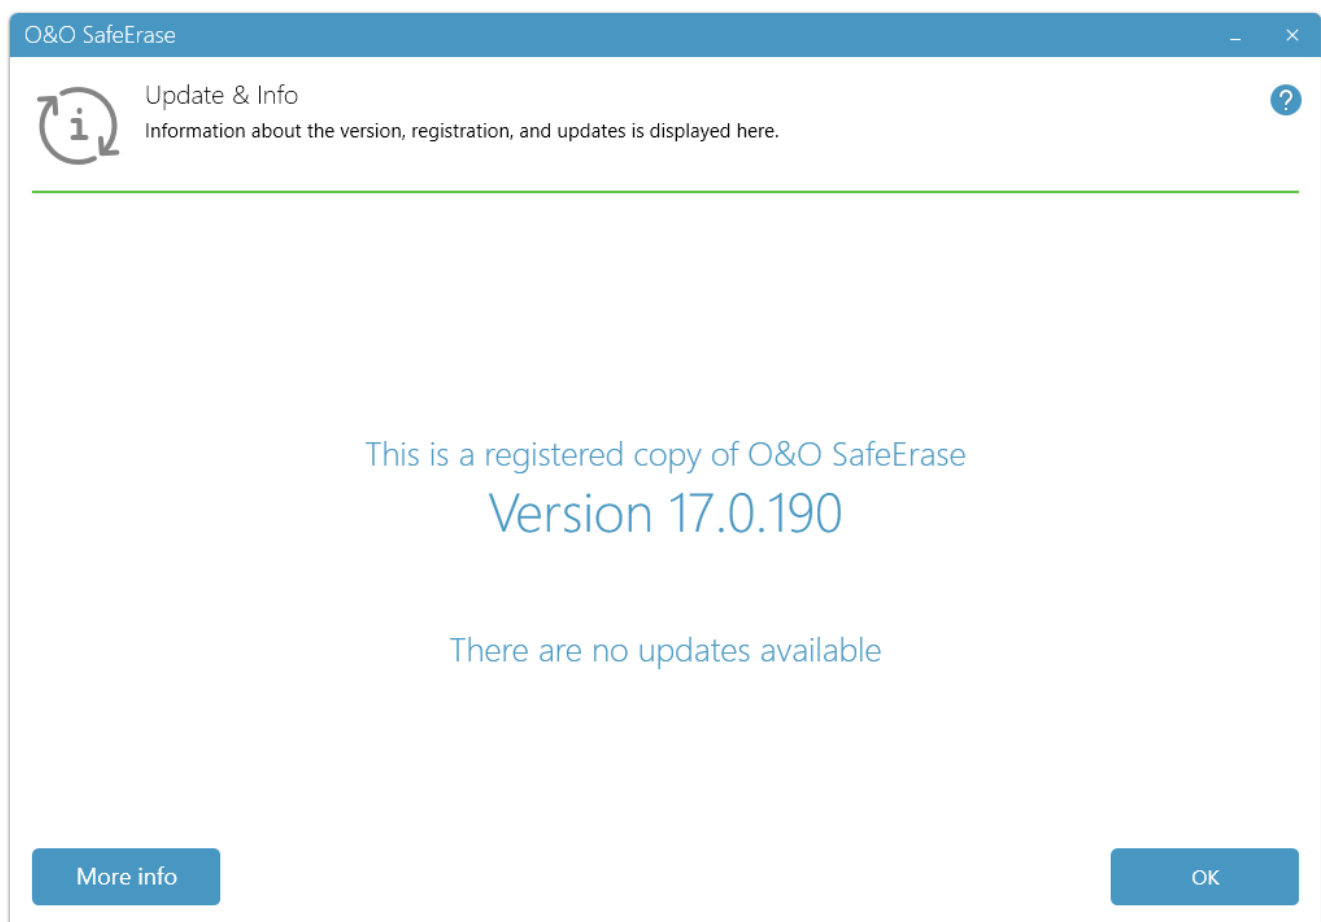 O&O SafeErase
Update & Info
Information about the version, registration, and updates is displayed here.
This is a registered copy of O&O SafeErase
Version 17.0.190
There are no updates available
More info
OK